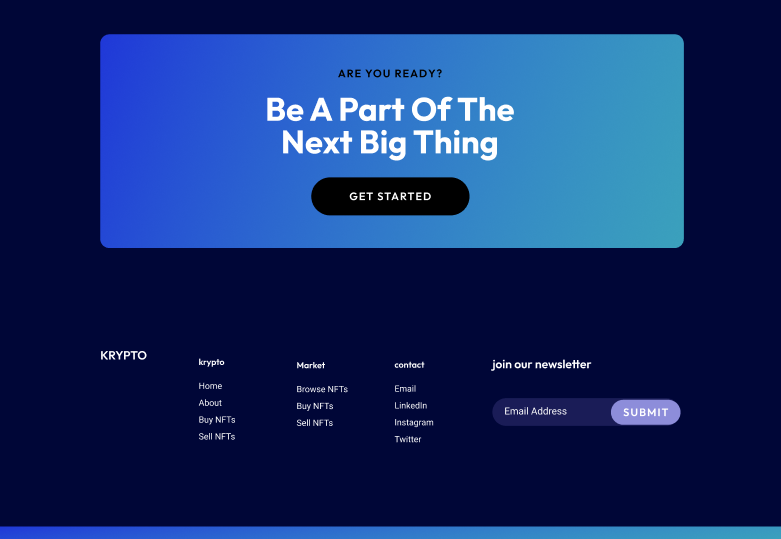 ARE YOU READY?
Be A Part Of The
Next Big Thing
GET STARTED
KRYPTO
krypto
Home
About
Buy NFTs
Sell NFTs
Market
Browse NFTs
Buy NFTs
Sell NFTs
contact
Email
LinkedIn
Instagram
Twitter
join our newsletter
Email Address
SUBMIT